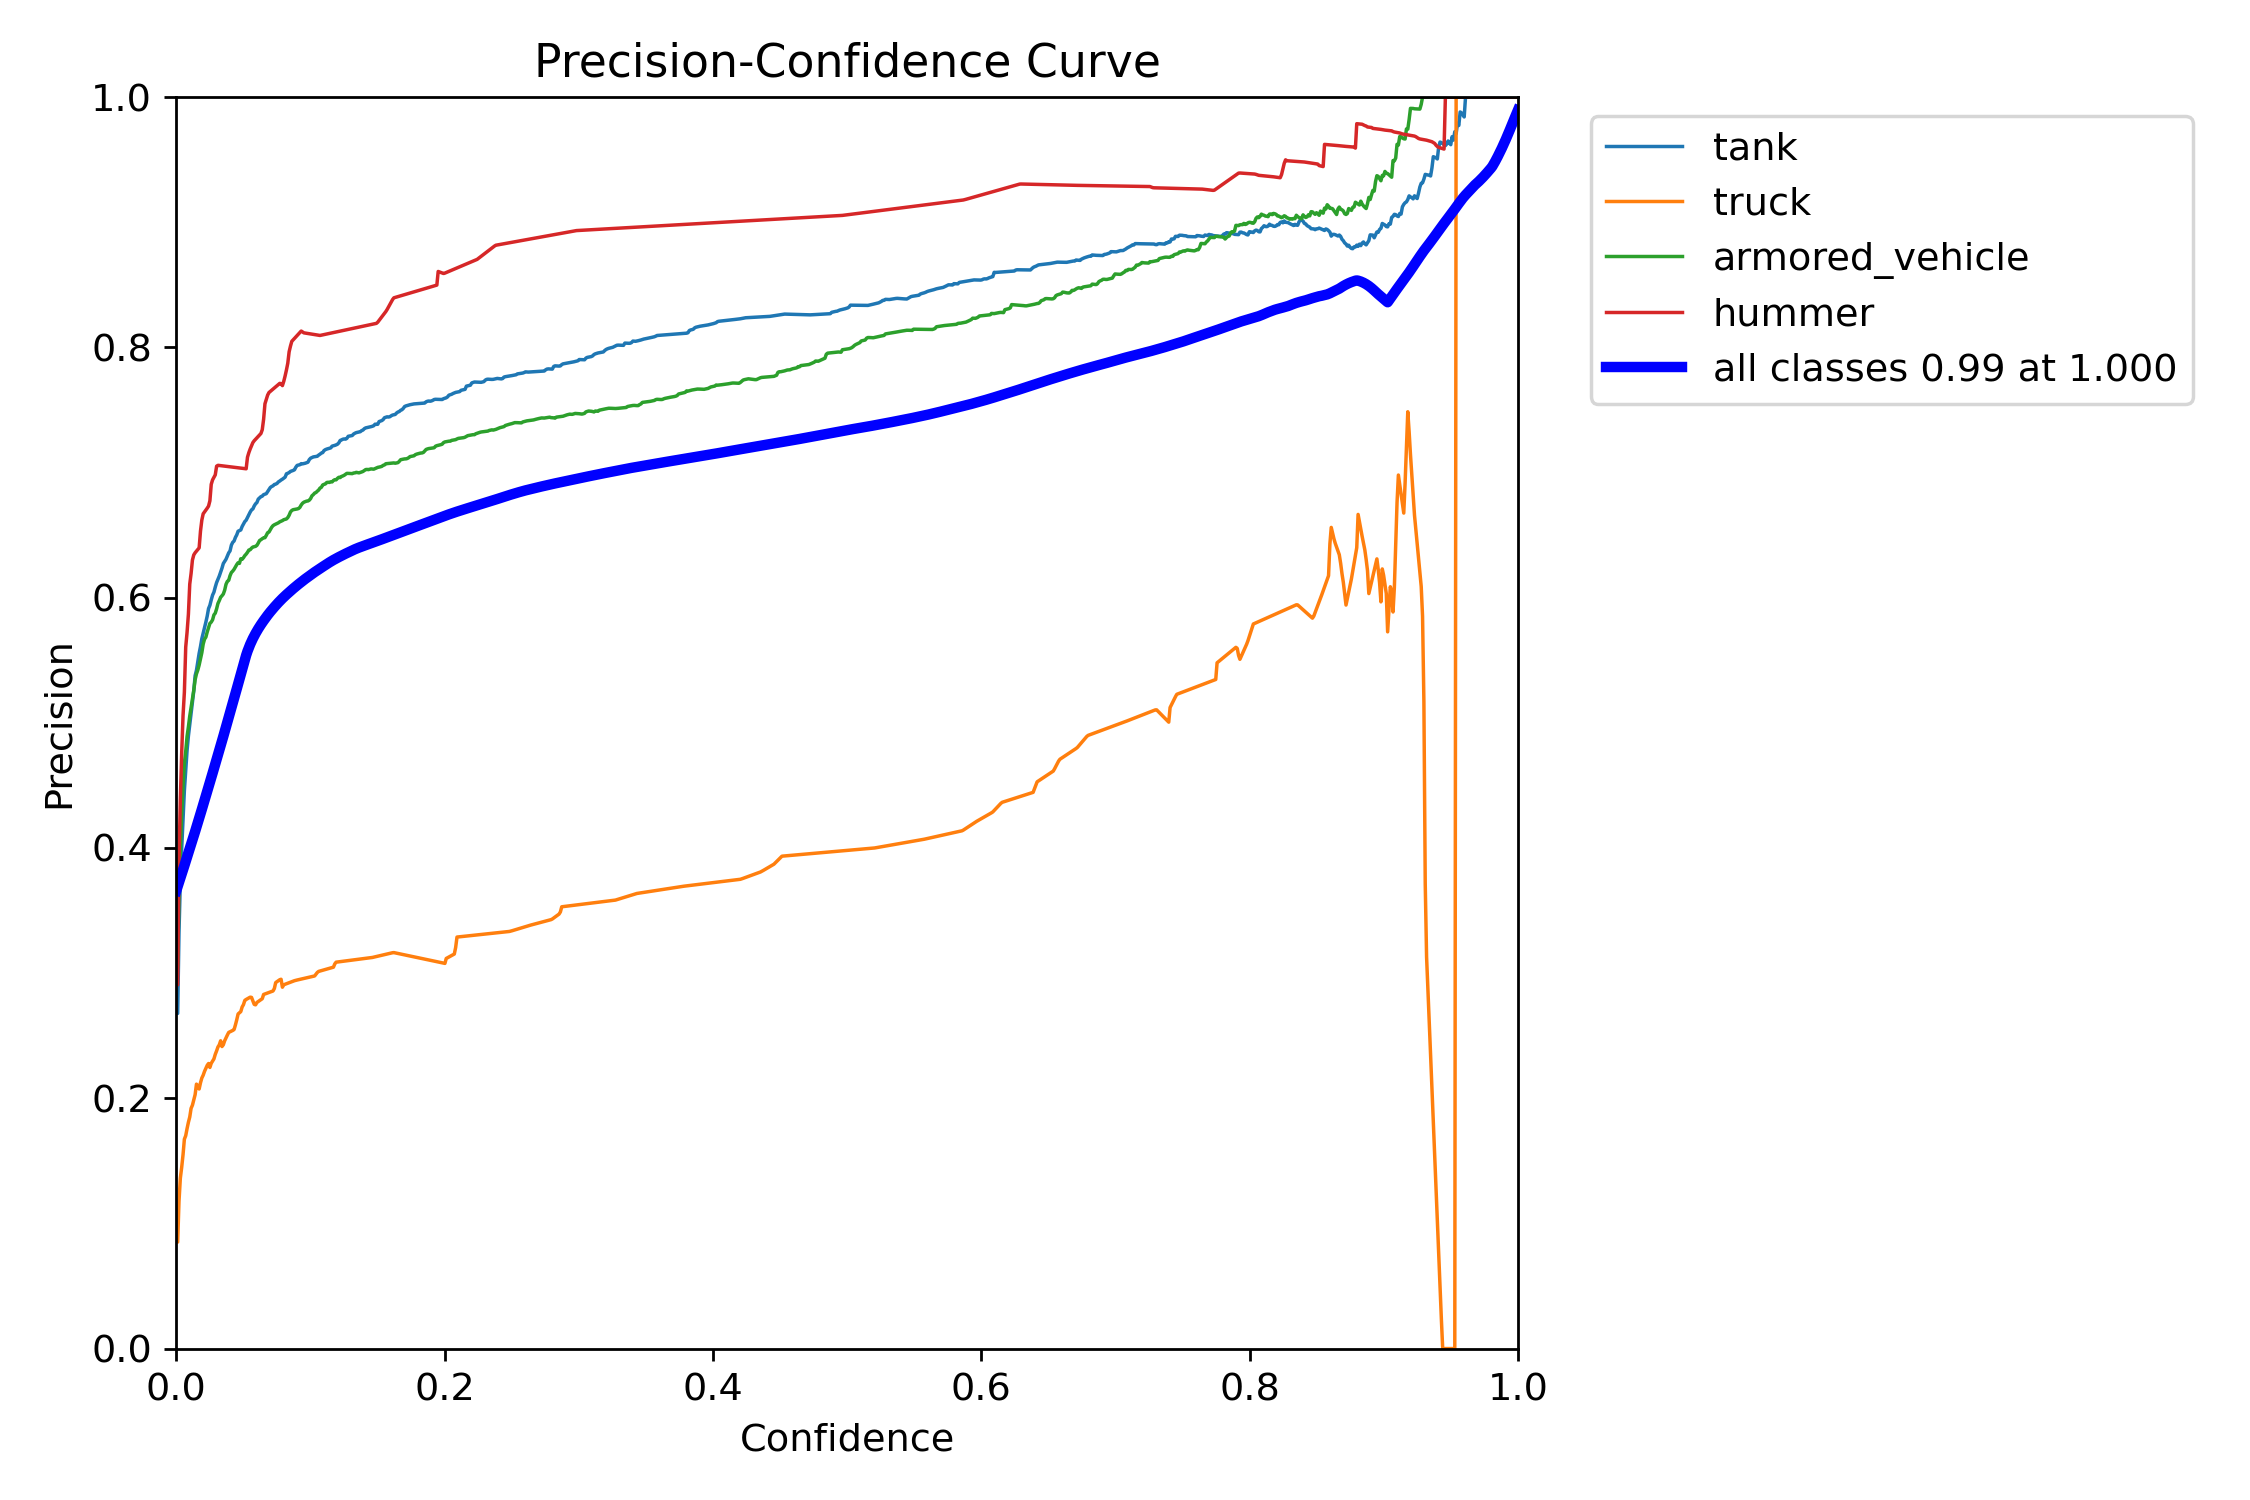 Precision-Confidence Curve
1.0
0.8
0.6
0.4
0.2
0.0
Precision
0.0 0.2 0.4 0.6 0.8 1.0
Confidence
tank
truck
armored_vehicle
hummer
all classes 0.99 at 1.000